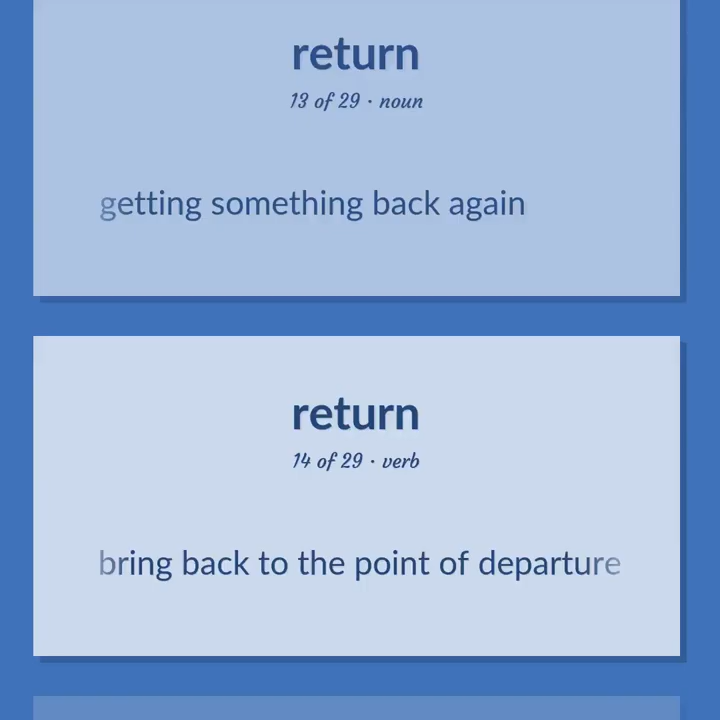 return
13 of 29 · noun
getting something back again
return
14 of 29 · verb
bring back to the point of departure